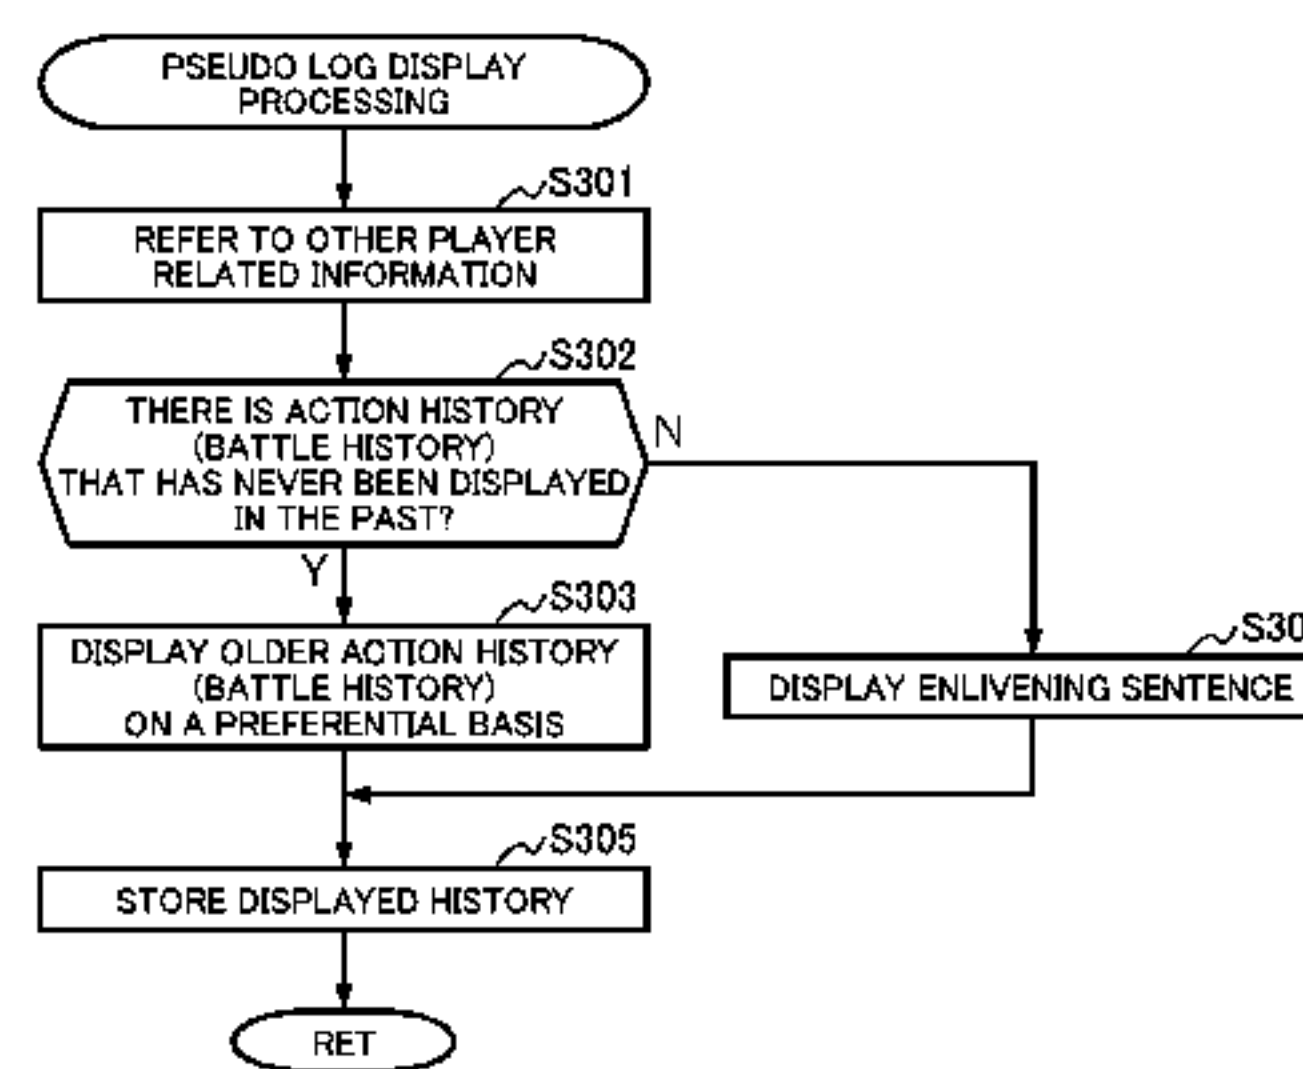 PSEUDO LOG DISPLAY
PROCESSING
S301
REFER TO OTHER PLAYER
RELATED INFORMATION
S302
THERE IS ACTION HISTORY
(BATTLE HISTORY)
THAT HAS NEVER BEEN DISPLAYED
IN THE PAST?
N
Y
S303
DISPLAY OLDER ACTION HISTORY
(BATTLE HISTORY)
ON A PREFERENTIAL BASIS
S30
DISPLAY ENLIVENING SENTENCE
S305
STORE DISPLAYED HISTORY
RET